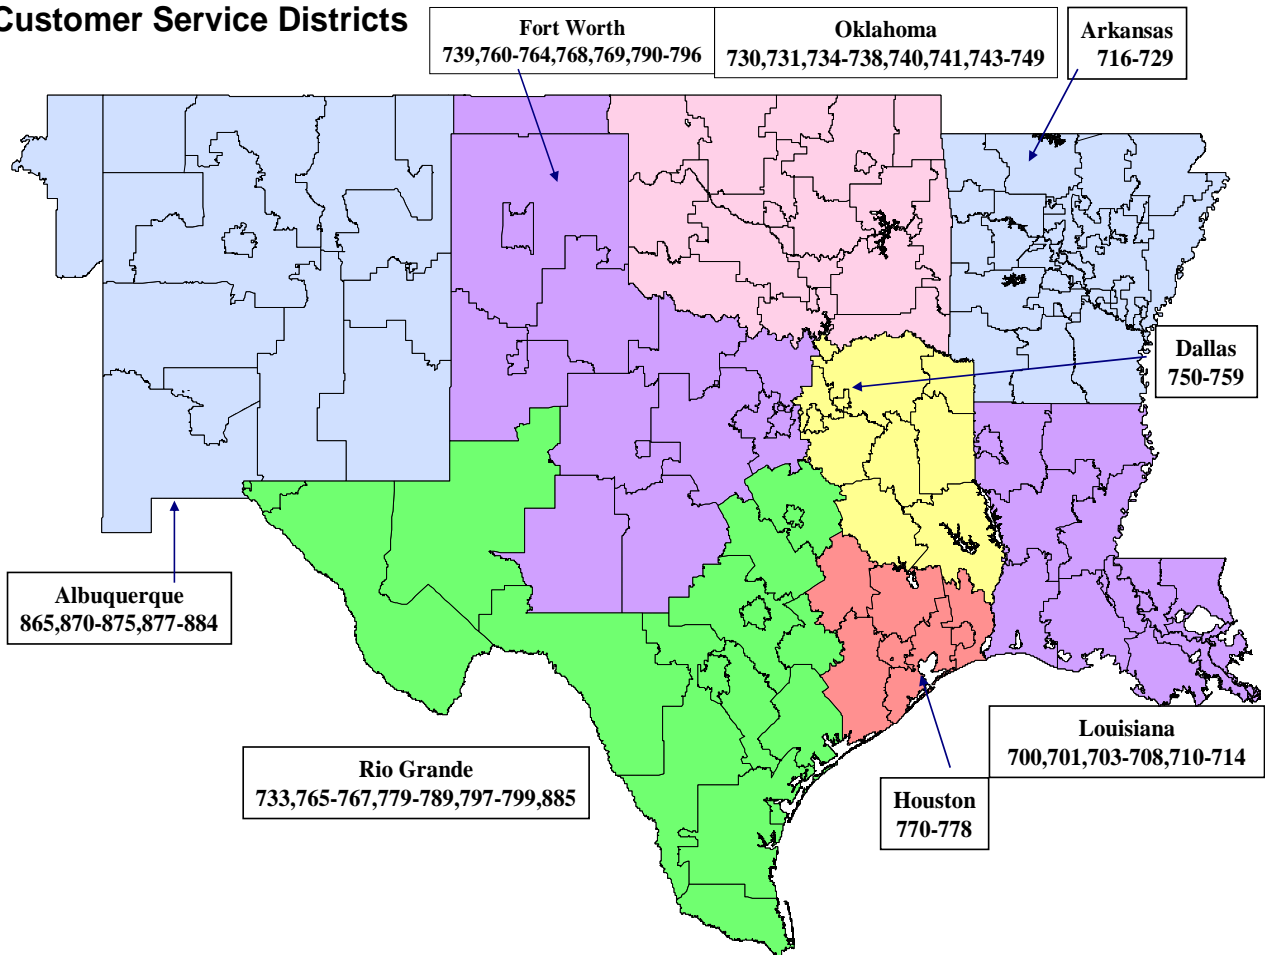 Customer Service Districts
Fort Worth
739,760-764,768,769,790-796
Oklahoma
730,731,734-738,740,741,743-749
Arkansas
716-729
Dallas
750-759
Albuquerque
865,870-875,877-884
Rio Grande
733,765-767,779-789,797-799,885
Louisiana
700,701,703-708,710-714
Houston
770-778